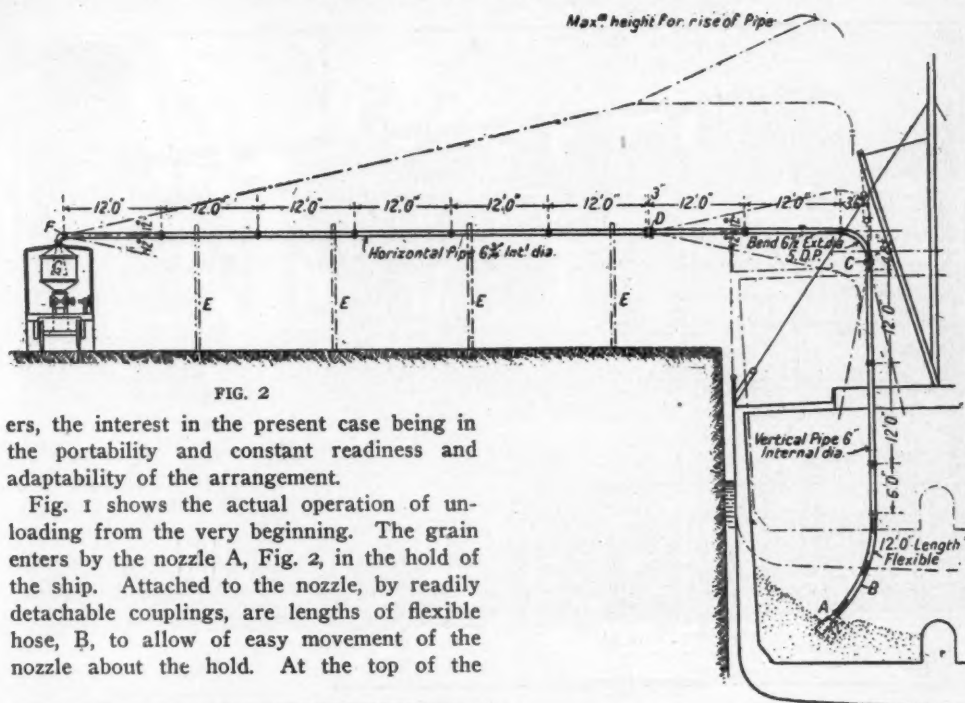 Maxm. height for rise of Pipe
12'.0" 12'.0" 12'.0" 12'.0" 12'.0" 12'.0" 3" 12'.0" 12'.0"
F
D
Horizontal Pipe 6¾" Int! dia.
Bend 6½ Ext. dia
S.D.P.
C
G
E E E E
12'.0"
12'.0"
Vertical Pipe 6"
Internal dia.
6'.0"
12'.0" Length
Flexible
B
A
FIG. 2
ers, the interest in the present case being in
the portability and constant readiness and
adaptability of the arrangement.
Fig. 1 shows the actual operation of un-
loading from the very beginning. The grain
enters by the nozzle A, Fig. 2, in the hold of
the ship. Attached to the nozzle, by readily
detachable couplings, are lengths of flexible
hose, B, to allow of easy movement of the
nozzle about the hold. At the top of the